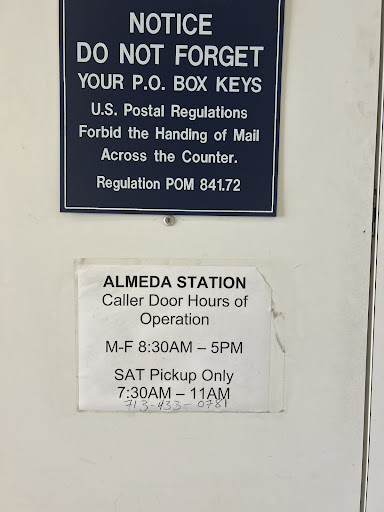 NOTICE
DO NOT FORGET
YOUR P.O. BOX KEYS
U.S. Postal Regulations
Forbid the Handing of Mail
Across the Counter.
Regulation POM 841.72
ALMEDA STATION
Caller Door Hours of
Operation
M-F 8:30AM – 5PM
SAT Pickup Only
7:30AM – 11AM
713-433-0781